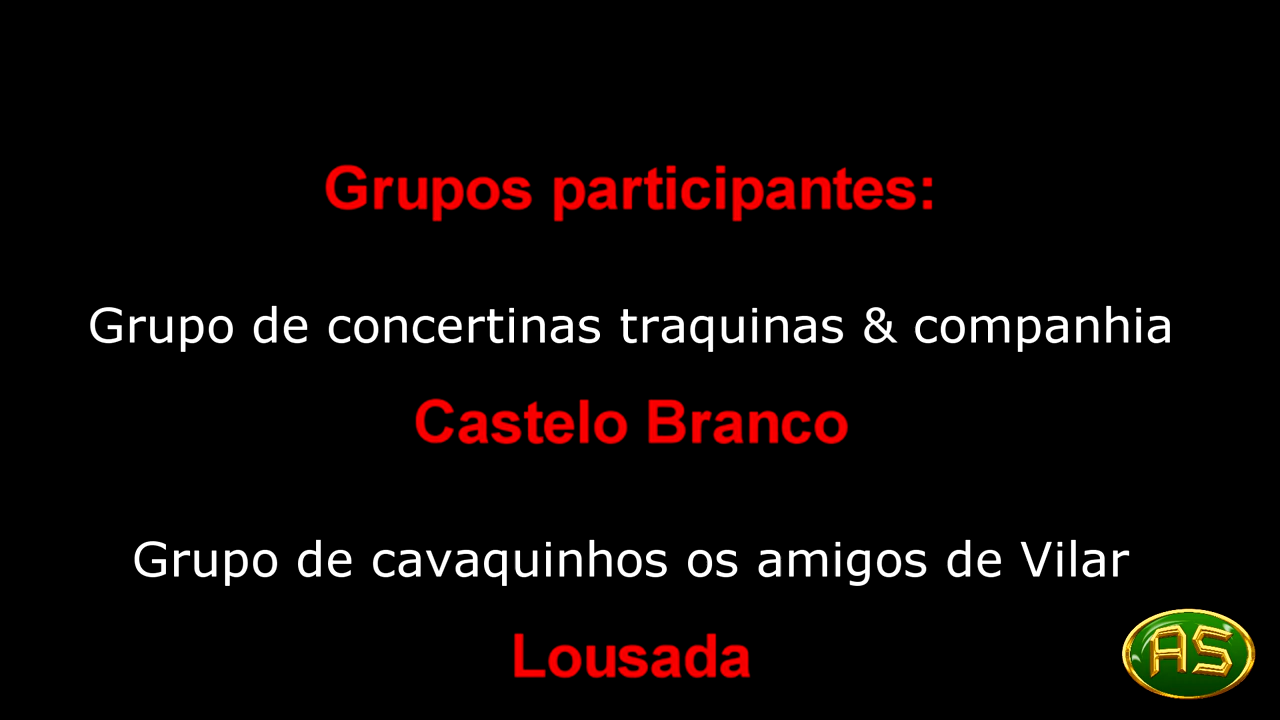 Grupos participantes:
Grupo de concertinas traquinas & companhia
Castelo Branco
Grupo de cavaquinhos os amigos de Vilar
Lousada
AS